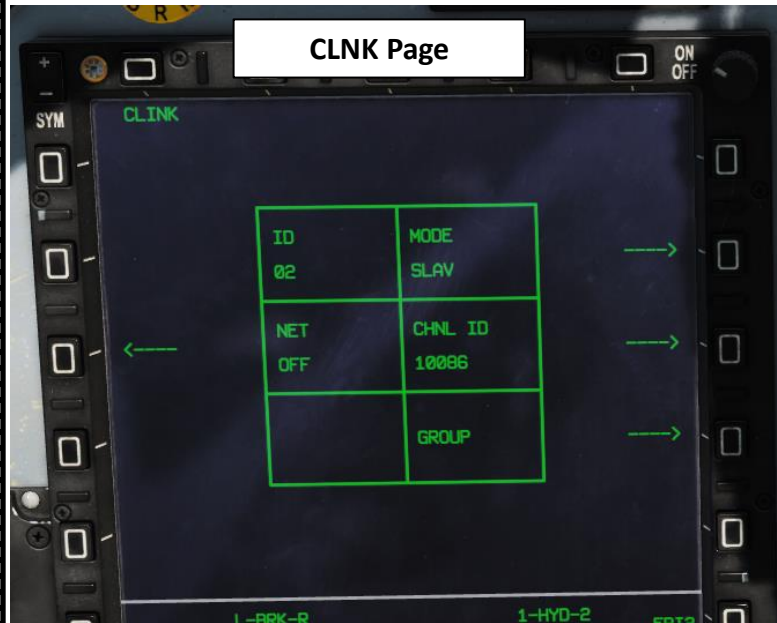 CLNK Page
ON
OFF
+
-
SYM
CLINK
ID
02
MODE
SLAV
---->
NET
OFF
CHNL ID
10086
<----
---->
GROUP
---->
L-BRK-R
1-HYD-2